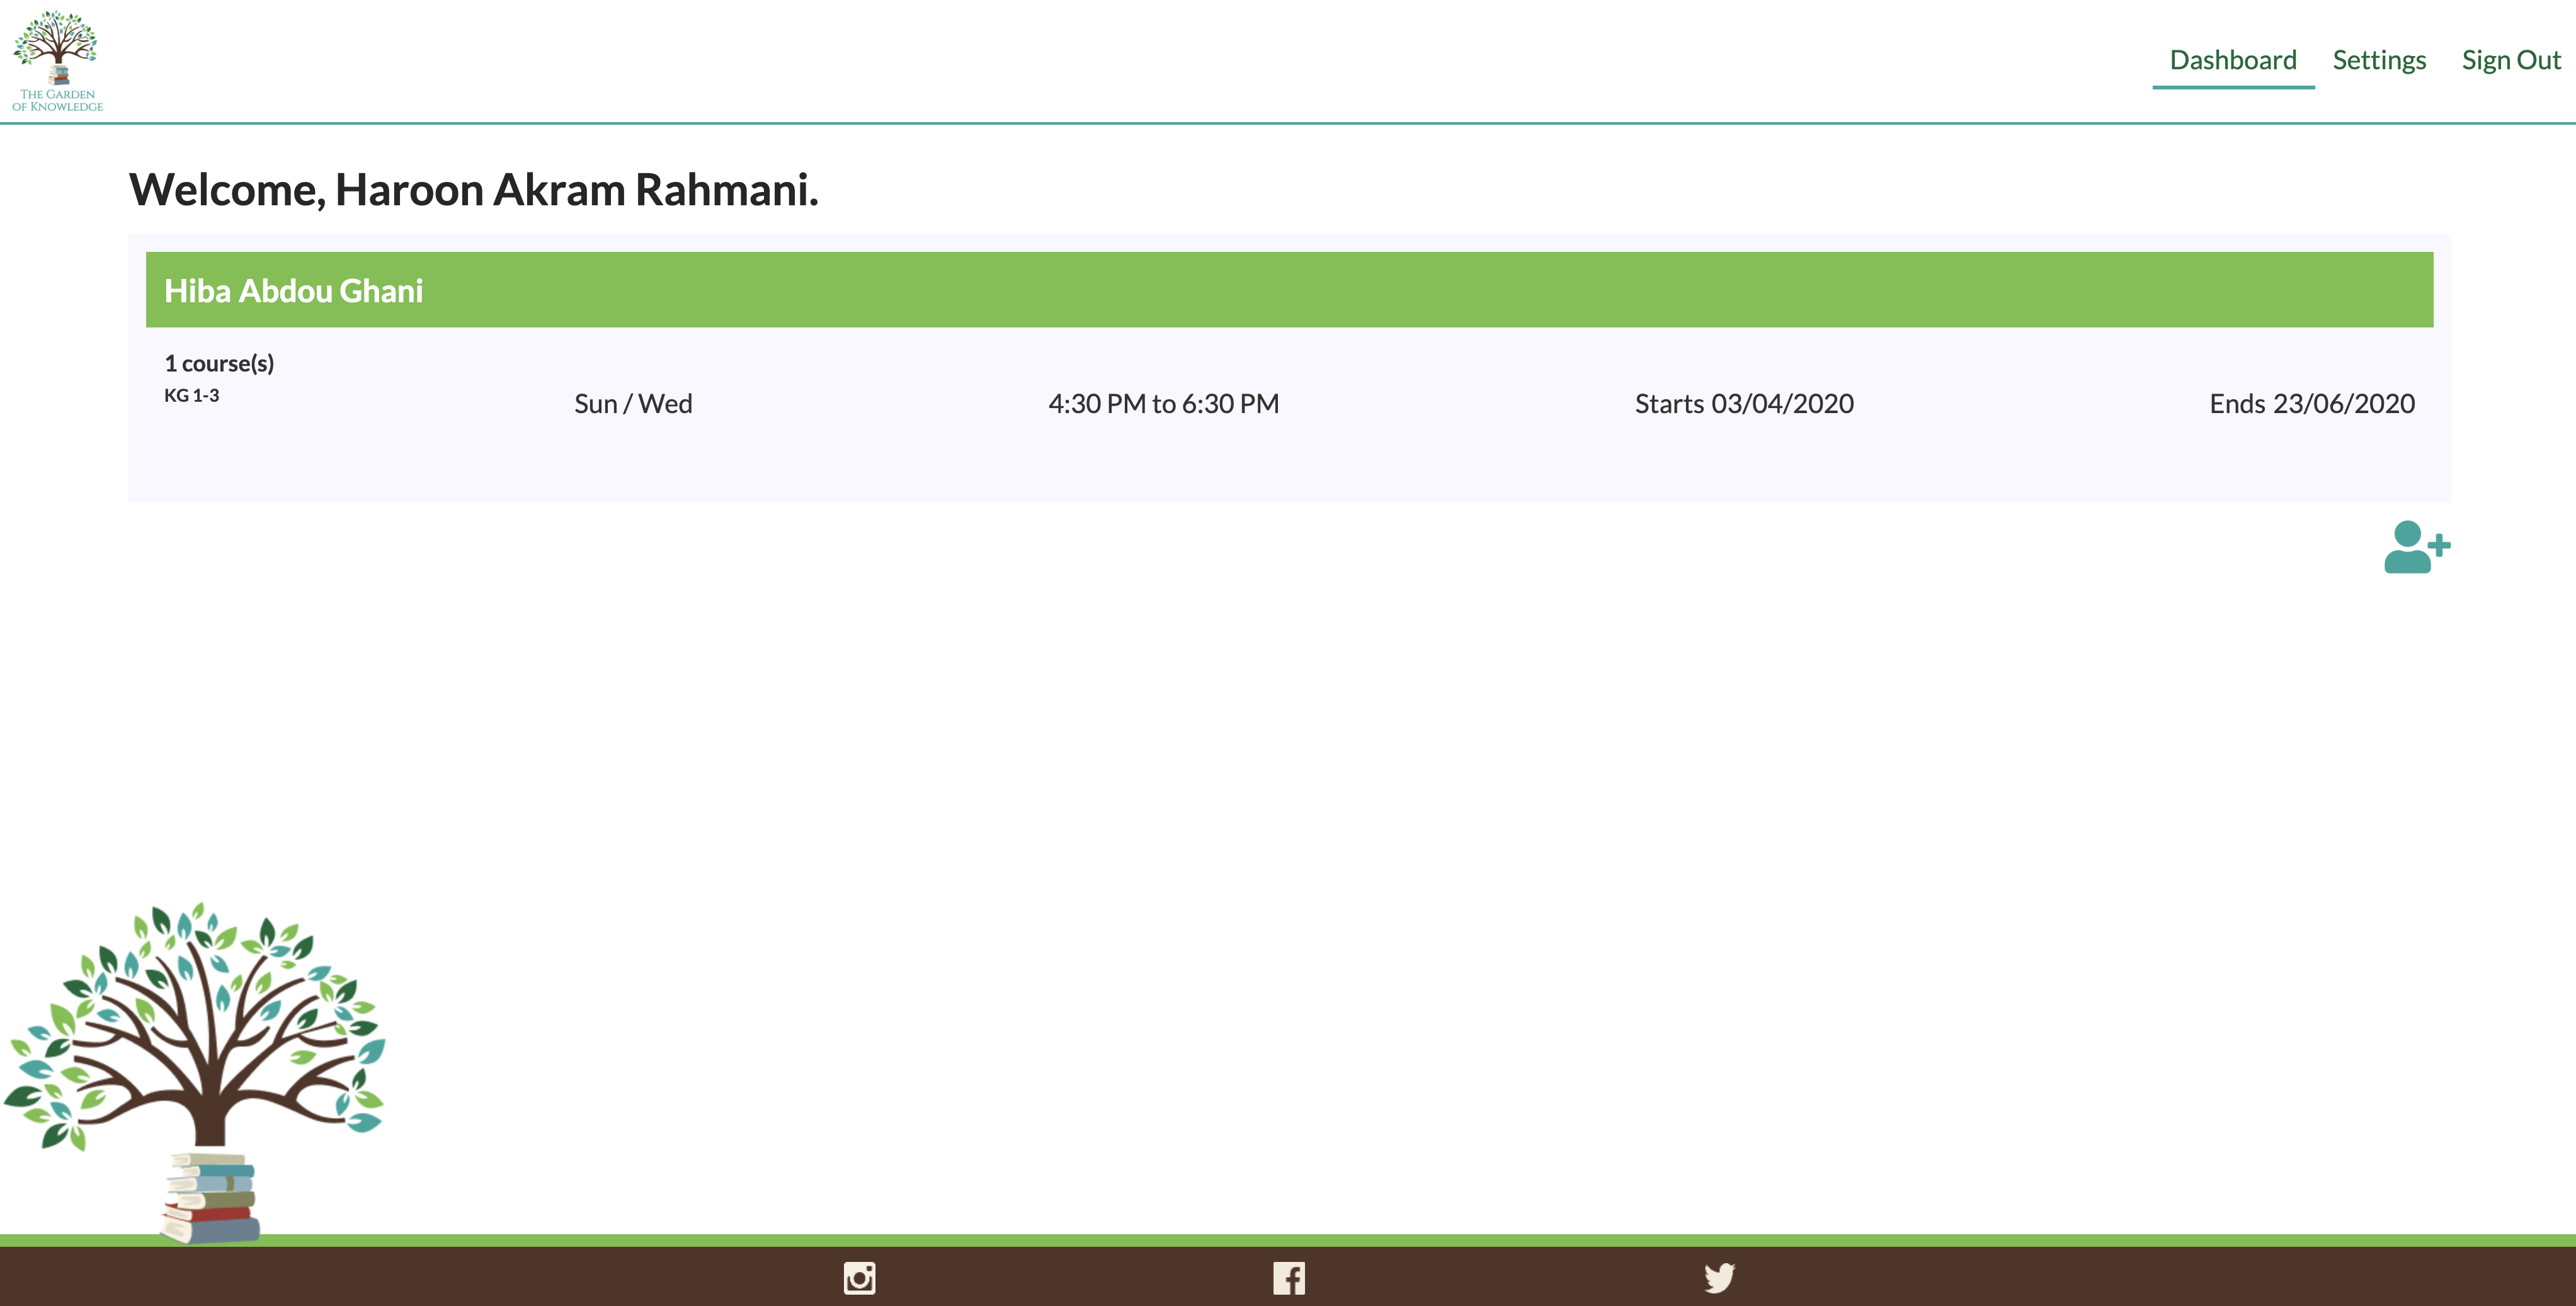 THE GARDEN
OF KNOWLEDGE
Dashboard Settings Sign Out
Welcome, Haroon Akram Rahmani.
Hiba Abdou Ghani
1 course(s)
KG 1-3
Sun / Wed 4:30 PM to 6:30 PM Starts 03/04/2020 Ends 23/06/2020